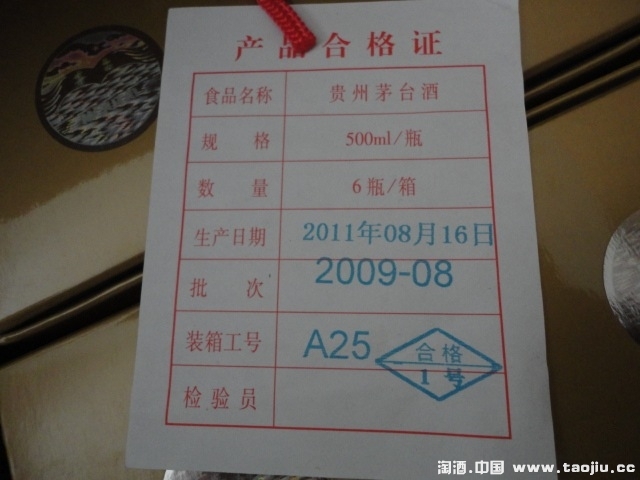 产品合格证
食品名称 贵州茅台酒
规 格 500ml/瓶
数 量 6瓶/箱
生产日期 2011年08月16日
批 次 2009-08
装箱工号 A25
合格
1号
检验员
淘酒.中国 www.taojiu.cc